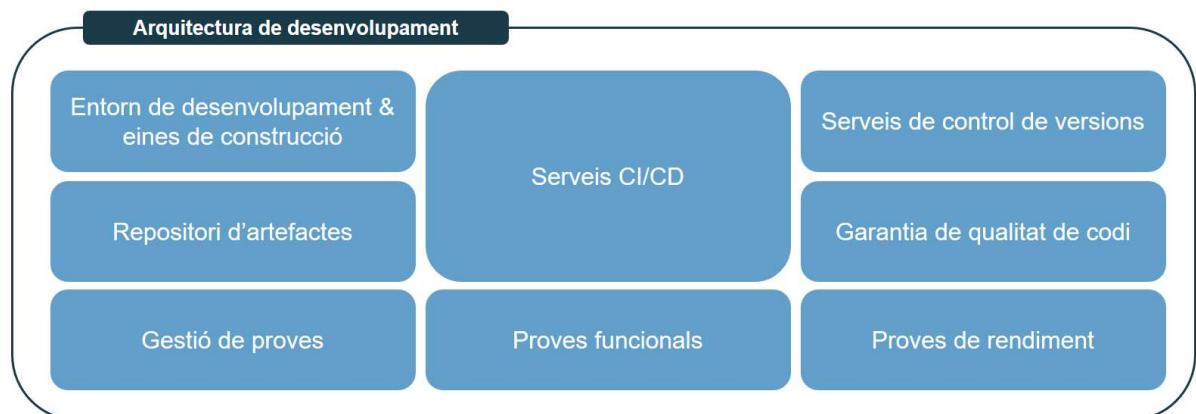 Arquitectura de desenvolupament
Entorn de desenvolupament &
eines de construcció
Serveis CI/CD
Serveis de control de versions
Repositori d’artefactes
Garantia de qualitat de codi
Gestió de proves
Proves funcionals
Proves de rendiment